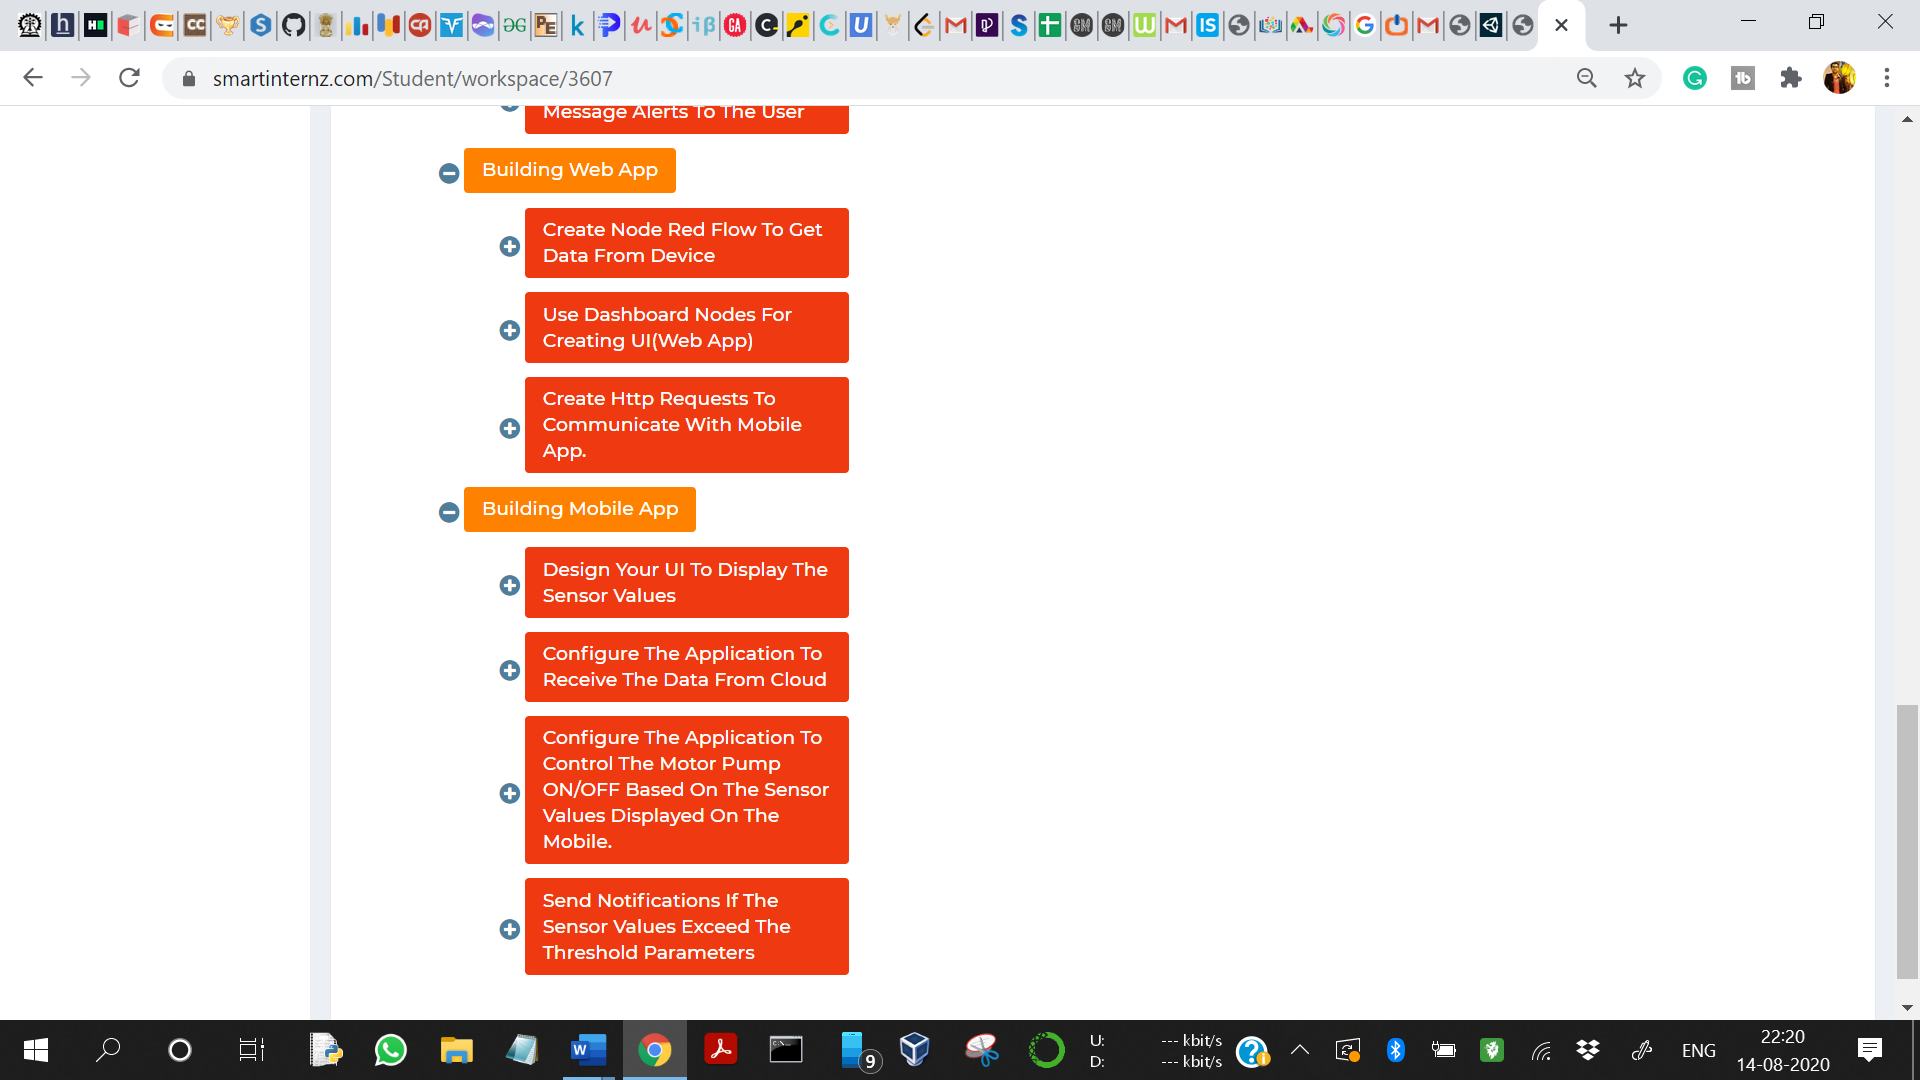 smartinternz.com/Student/workspace/3607
Message Alerts To The User
Building Web App
Create Node Red Flow To Get
Data From Device
Use Dashboard Nodes For
Creating UI(Web App)
Create Http Requests To
Communicate With Mobile
App.
Building Mobile App
Design Your UI To Display The
Sensor Values
Configure The Application To
Receive The Data From Cloud
Configure The Application To
Control The Motor Pump
ON/OFF Based On The Sensor
Values Displayed On The
Mobile.
Send Notifications If The
Sensor Values Exceed The
Threshold Parameters
9
U: --- kbit/s
D: --- kbit/s
ENG
22:20
14-08-2020